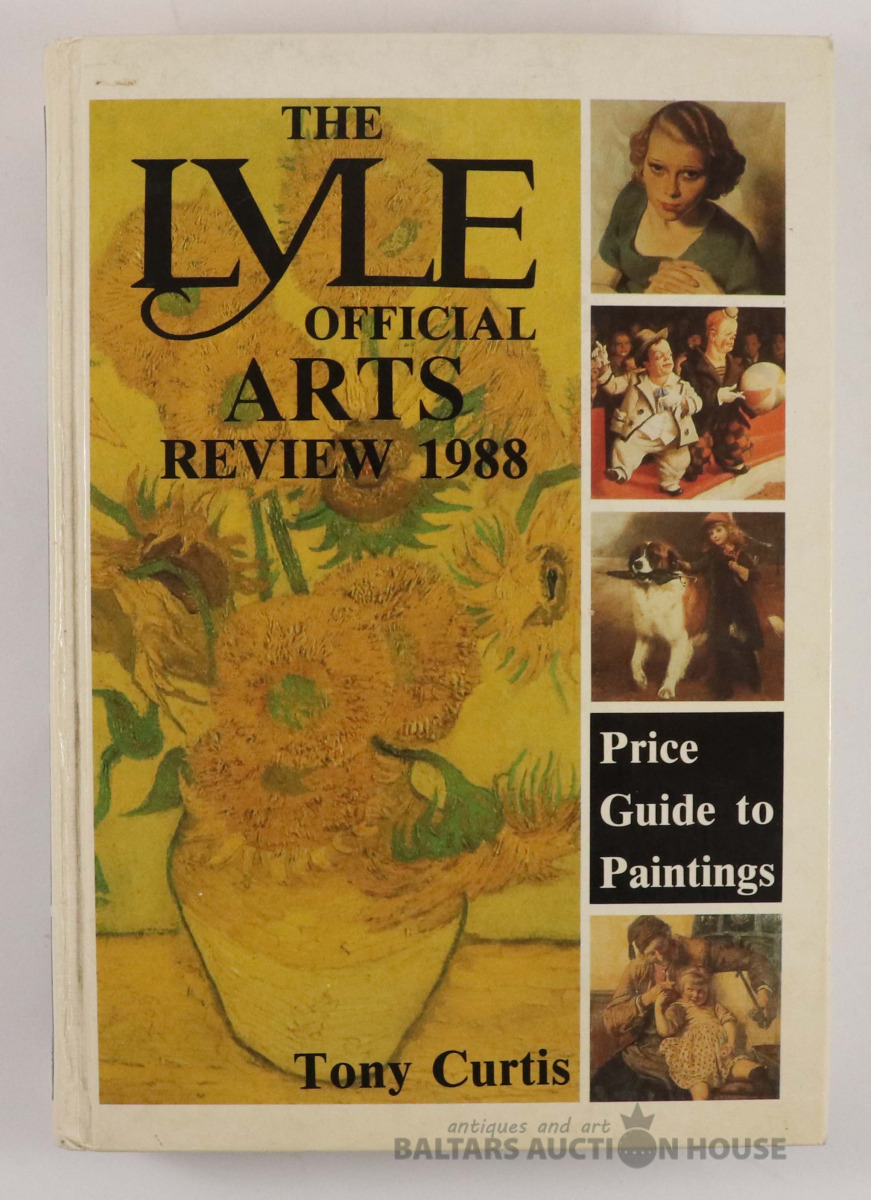 THE
LYLE
OFFICIAL
ARTS
REVIEW 1988
Price
Guide to
Paintings
Tony Curtis
antiques and art
BALTARS AUCTION HOUSE